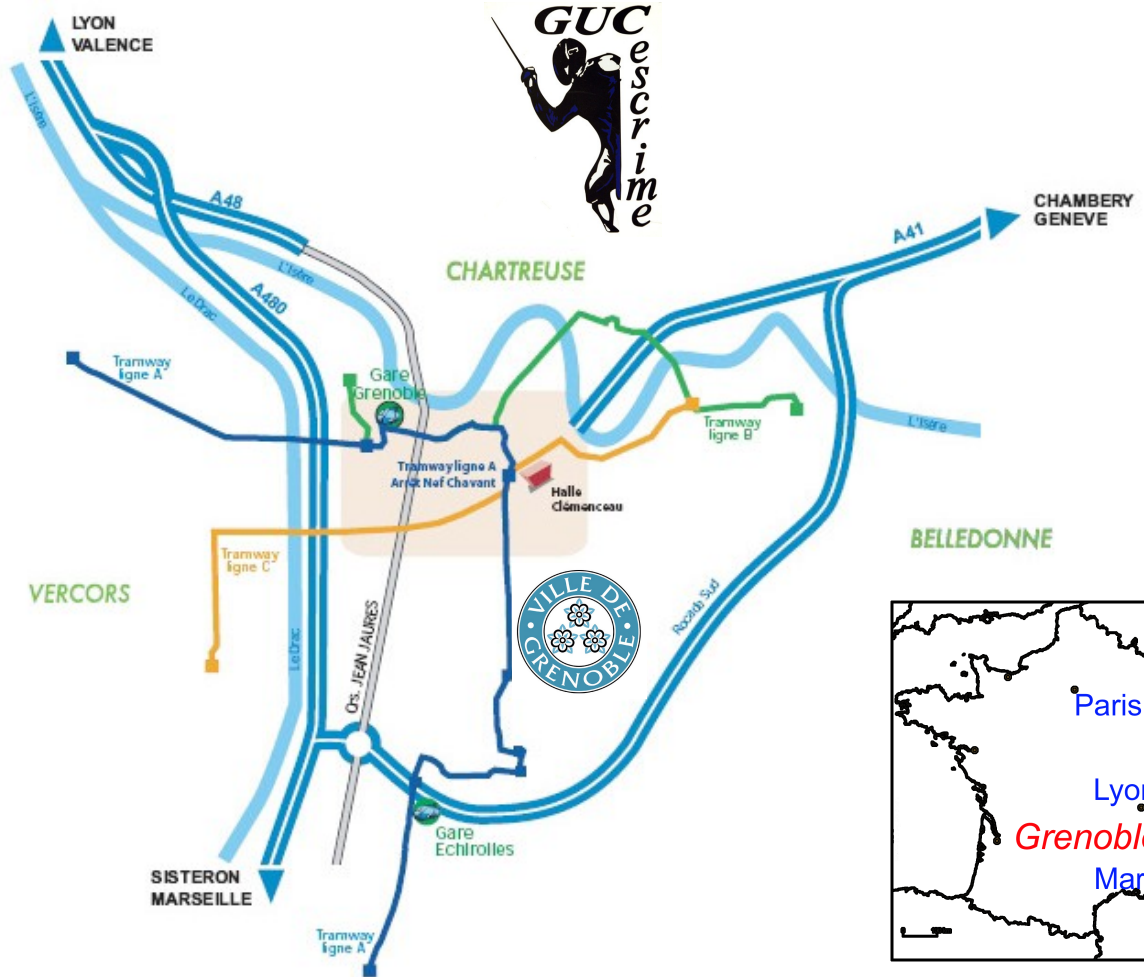 LYON
VALENCE
GUC
escrime
L'Isère
A48
A41
CHAMBERY
GENEVE
CHARTREUSE
L'Isère
A480
Le Drac
Tramway
ligne A
Gare
Grenoble
Tramway
ligne B
L'Isère
Tramway ligne A
Arrêt Nef Chavant
Halle
Clémenceau
Tramway
ligne C
BELLEDONNE
VERCORS
VILLE DE
GRENOBLE
Rocade Sud
Le Drac
Crs. JEAN JAURES
Paris
Lyon
Grenoble
Mar
Gare
Echirolles
SISTERON
MARSEILLE
Tramway
ligne A